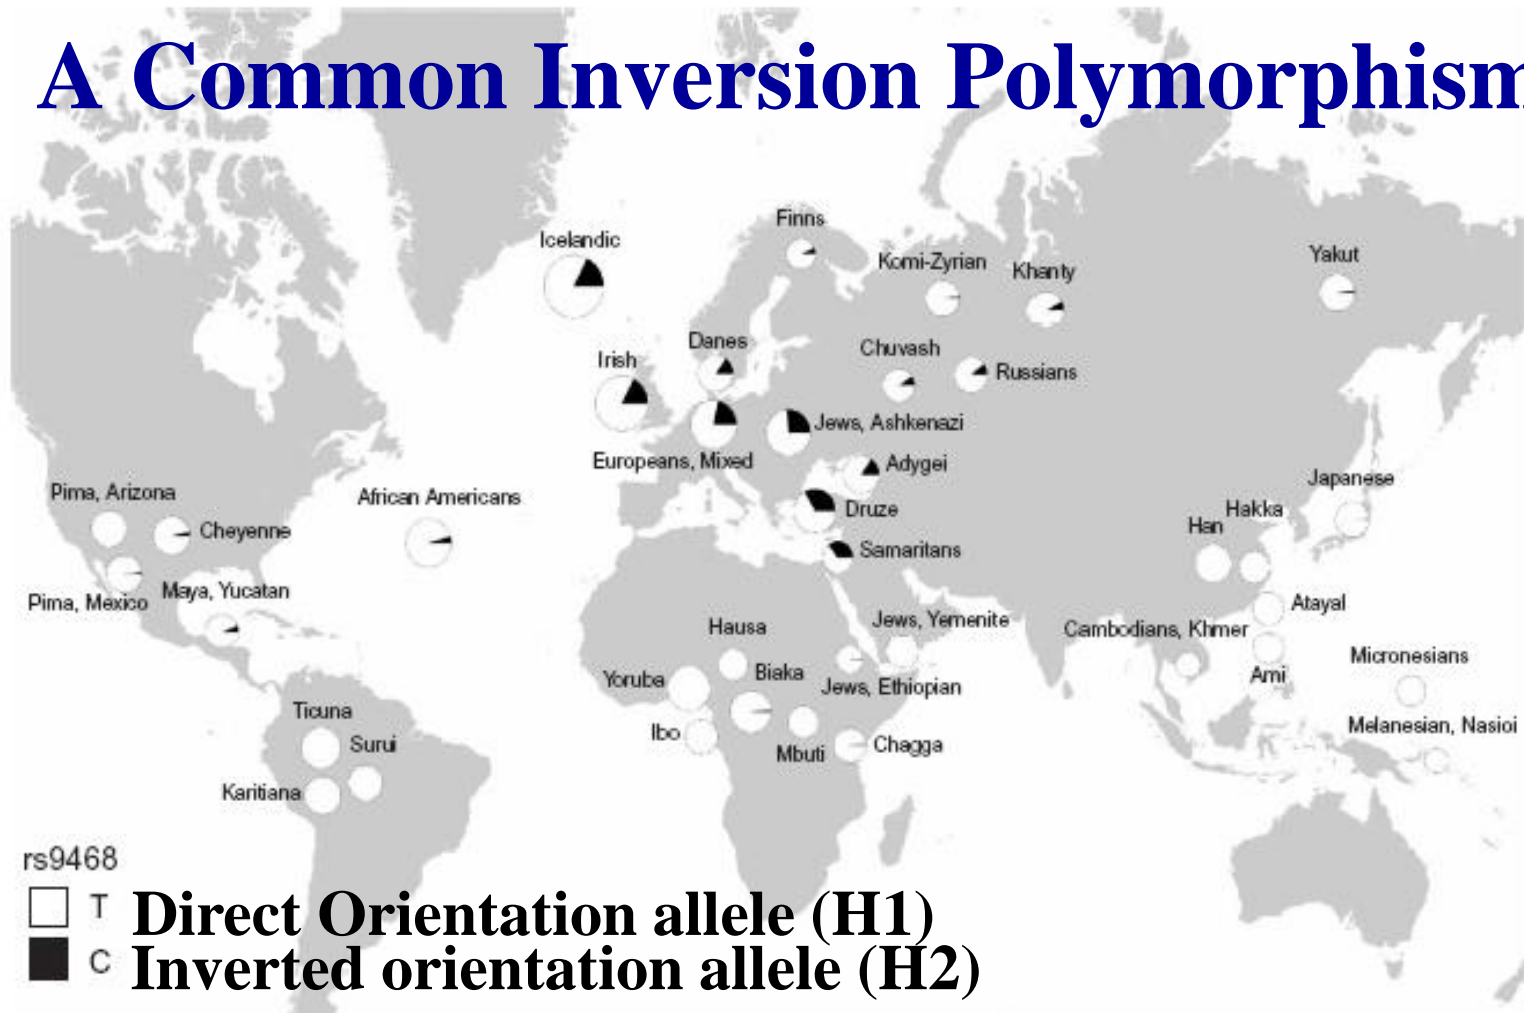 A Common Inversion Polymorphism
Finns
Icelandic
Komi-Zyrian
Khanty
Yakut
Danes
Irish
Chuvash
Russians
Jews, Ashkenazi
Europeans, Mixed
Adygei
Pima, Arizona
African Americans
Japanese
Druze
Hakka
Han
Cheyenne
Samaritans
Maya, Yucatan
Pima, Mexico
Atayal
Hausa
Jews, Yemenite
Cambodians, Khmer
Micronesians
Yoruba
Biaka
Jews, Ethiopian
Ami
Ticuna
Melanesian, Nasioi
Ibo
Surui
Mbuti
Chagga
Karitiana
rs9468
T Direct Orientation allele (H1)
C Inverted orientation allele (H2)